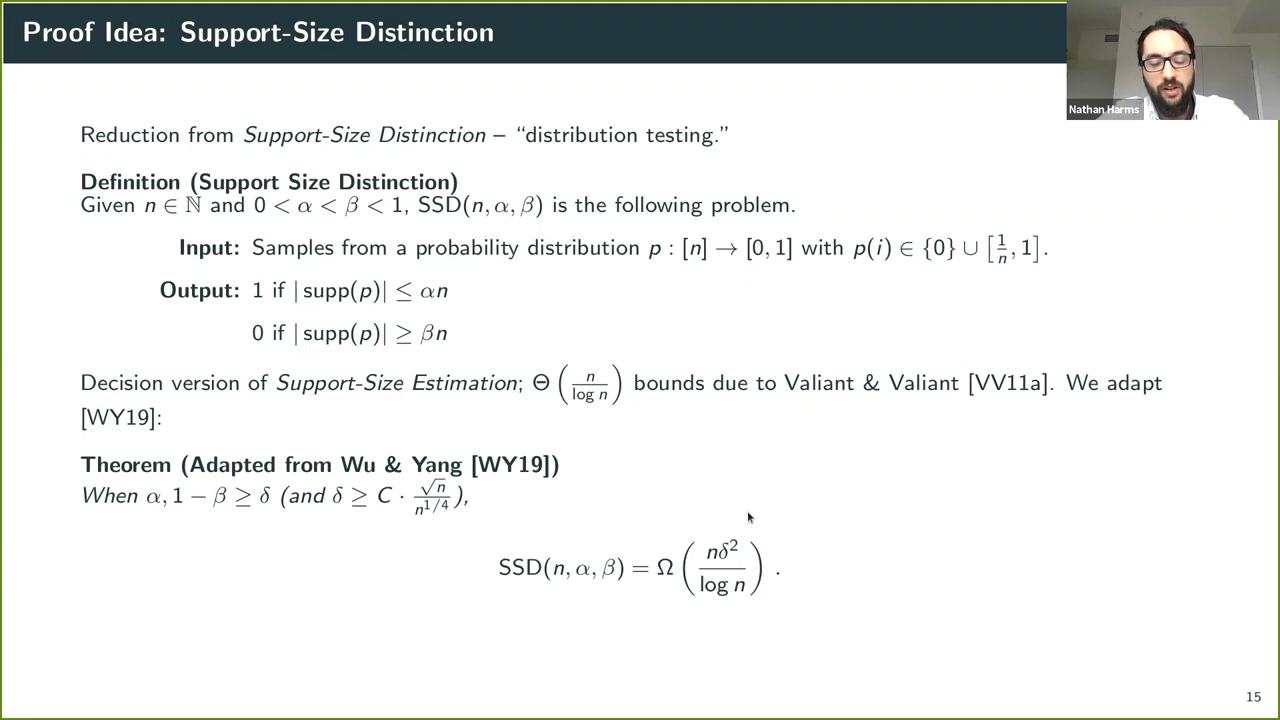 Proof Idea: Support-Size Distinction
Nathan Harms
Reduction from Support-Size Distinction – “distribution testing.”
Definition (Support Size Distinction)
Given n ∈ ℕ and 0 < α < β < 1, SSD(n, α, β) is the following problem.
Input: Samples from a probability distribution p : [n] → [0, 1] with p(i) ∈ {0} ∪ [1/n, 1].
Output: 1 if | supp(p)| ≤ αn
0 if | supp(p)| ≥ βn
Decision version of Support-Size Estimation; Θ(n/log n) bounds due to Valiant & Valiant [VV11a]. We adapt
[WY19]:
Theorem (Adapted from Wu & Yang [WY19])
When α, 1 − β ≥ δ (and δ ≥ C · √n/n^{1/4}),
SSD(n, α, β) = Ω(nδ²/log n).
15